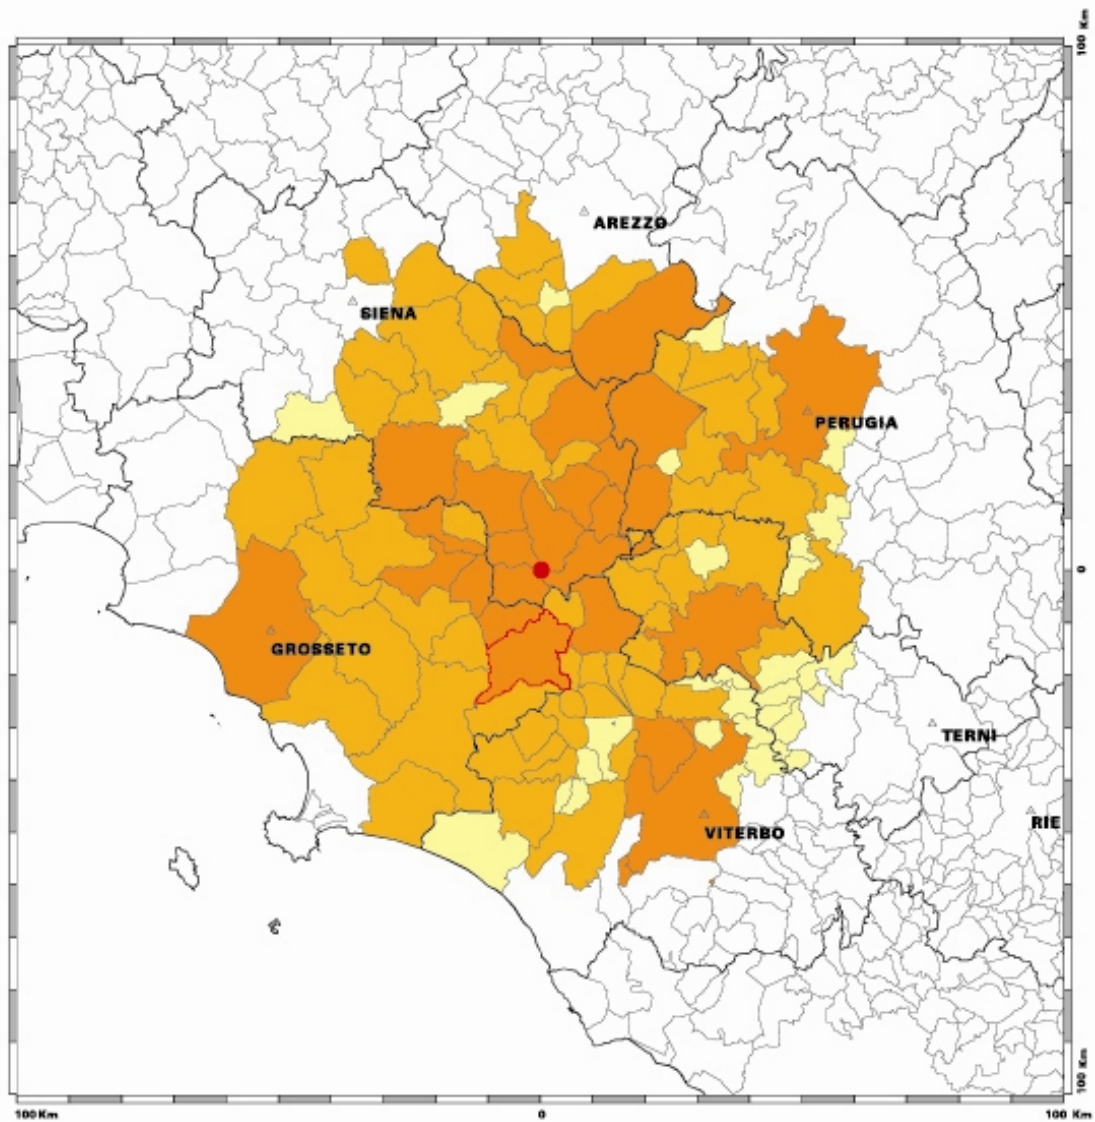 100 Km
AREZZO
SIENA
PERUGIA
0
GROSSETO
TERNI
VITERBO
RIE
100 Km
100 Km
0
100 Km